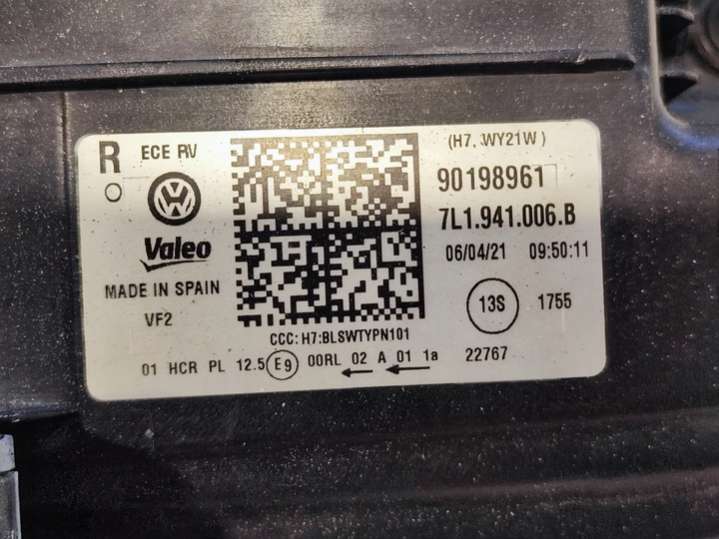 R ECE RV (H7, WY21W)
90198961
7L1.941.006.B
Valeo
06/04/21 09:50:11
MADE IN SPAIN
13S 1755
VF2
CCC: H7:BLSWTYPN101
01 HCR PL 12.5 E9 00RL 02 A 01 1a 22767